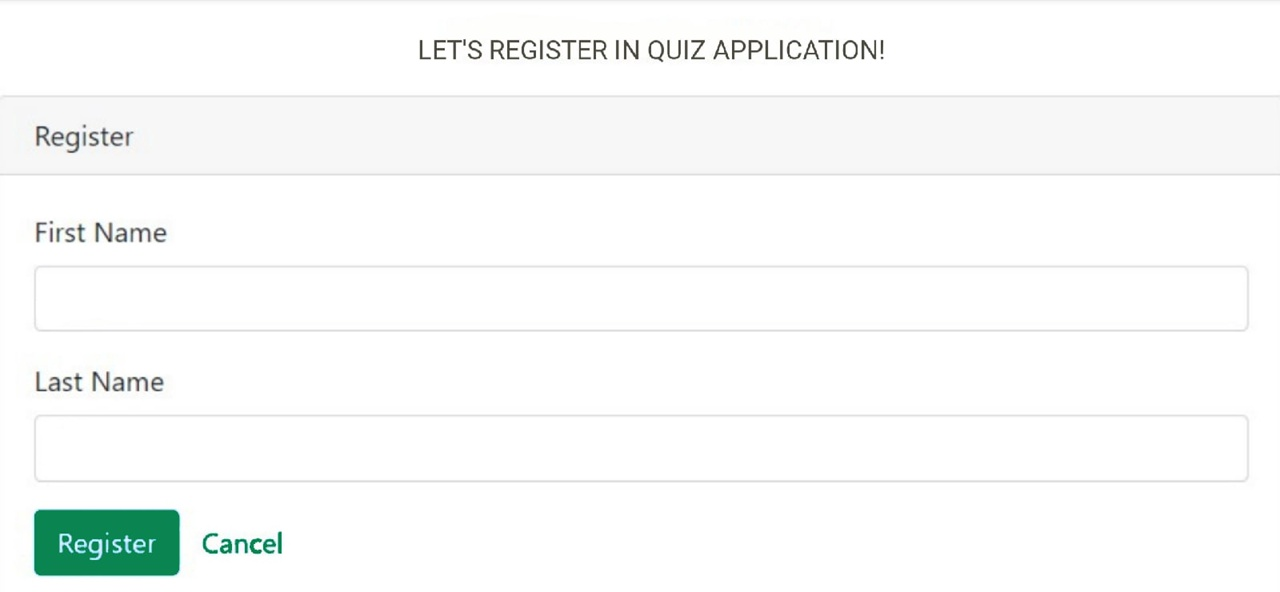 LET'S REGISTER IN QUIZ APPLICATION!
Register
First Name
Last Name
Register Cancel